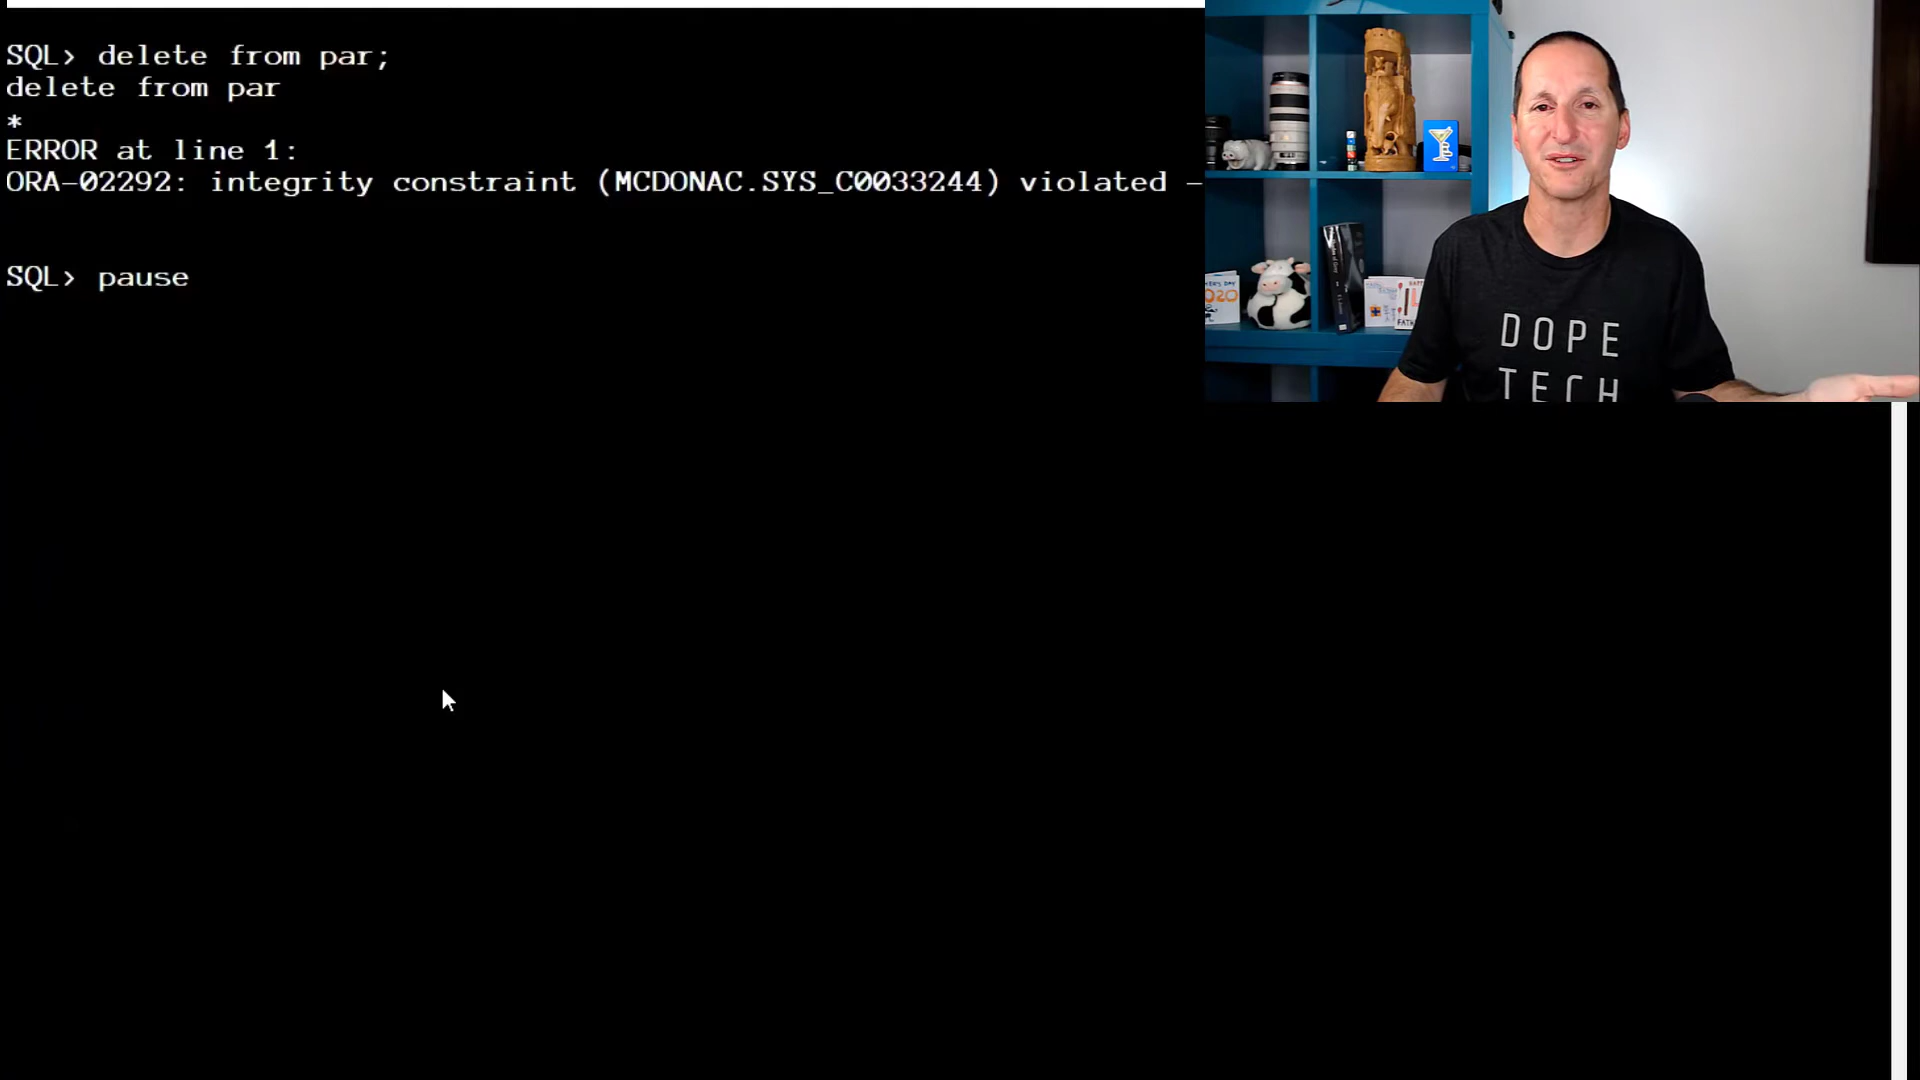 SQL> delete from par;
delete from par
*
ERROR at line 1:
ORA-02292: integrity constraint (MCDONAC.SYS_C0033244) violated -
SQL> pause
DOPE
TECH
2020